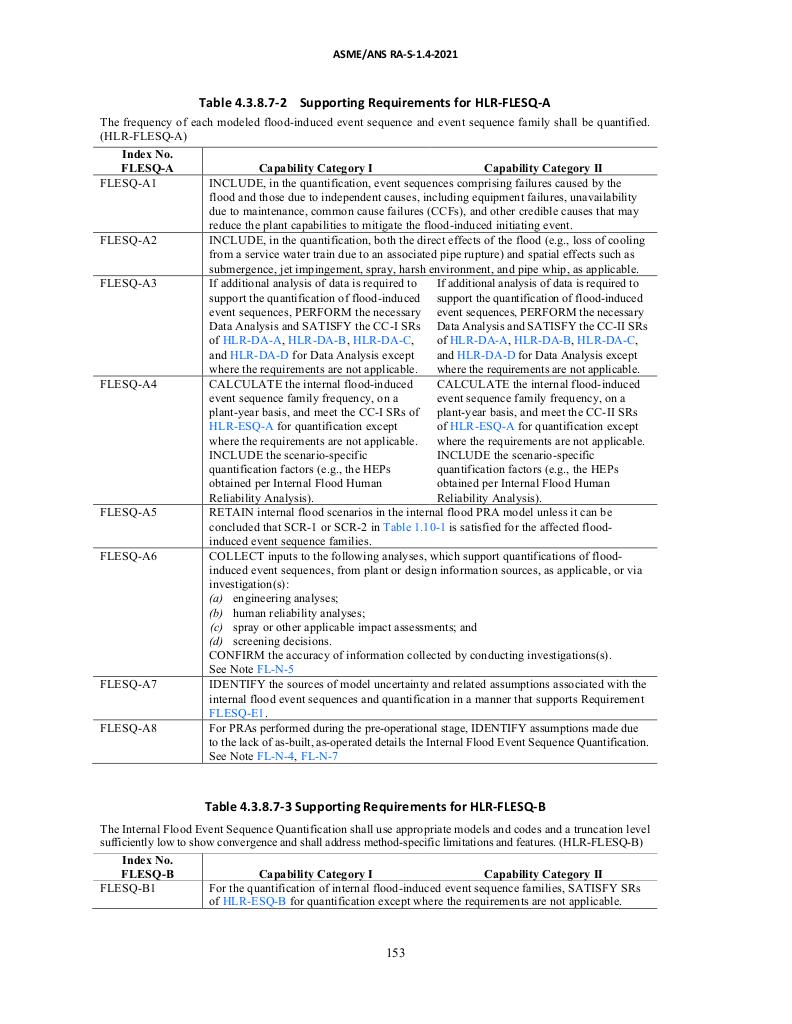 ASME/ANS RA-S-1.4-2021
Table 4.3.8.7-2 Supporting Requirements for HLR-FLESQ-A
The frequency of each modeled flood-induced event sequence and event sequence family shall be quantified.
(HLR-FLESQ-A)
Index No.
FLESQ-A Capability Category I Capability Category II
FLESQ-A1 INCLUDE, in the quantification, event sequences comprising failures caused by the
flood and those due to independent causes, including equipment failures, unavailability
due to maintenance, common cause failures (CCFs), and other credible causes that may
reduce the plant capabilities to mitigate the flood-induced initiating event.
FLESQ-A2 INCLUDE, in the quantification, both the direct effects of the flood (e.g., loss of cooling
from a service water train due to an associated pipe rupture) and spatial effects such as
submergence, jet impingement, spray, harsh environment, and pipe whip, as applicable.
FLESQ-A3 If additional analysis of data is required to
support the quantification of flood-induced
event sequences, PERFORM the necessary
Data Analysis and SATISFY the CC-I SRs
of HLR-DA-A, HLR-DA-B, HLR-DA-C,
and HLR-DA-D for Data Analysis except
where the requirements are not applicable.
If additional analysis of data is required to
support the quantification of flood-induced
event sequences, PERFORM the necessary
Data Analysis and SATISFY the CC-II SRs
of HLR-DA-A, HLR-DA-B, HLR-DA-C,
and HLR-DA-D for Data Analysis except
where the requirements are not applicable.
FLESQ-A4 CALCULATE the internal flood-induced
event sequence family frequency, on a
plant-year basis, and meet the CC-I SRs of
HLR-ESQ-A for quantification except
where the requirements are not applicable.
INCLUDE the scenario-specific
quantification factors (e.g., the HEPs
obtained per Internal Flood Human
Reliability Analysis).
CALCULATE the internal flood-induced
event sequence family frequency, on a
plant-year basis, and meet the CC-II SRs
of HLR-ESQ-A for quantification except
where the requirements are not applicable.
INCLUDE the scenario-specific
quantification factors (e.g., the HEPs
obtained per Internal Flood Human
Reliability Analysis).
FLESQ-A5 RETAIN internal flood scenarios in the internal flood PRA model unless it can be
concluded that SCR-1 or SCR-2 in Table 1.10-1 is satisfied for the affected flood-
induced event sequence families.
FLESQ-A6 COLLECT inputs to the following analyses, which support quantifications of flood-
induced event sequences, from plant or design information sources, as applicable, or via
investigation(s):
(a) engineering analyses;
(b) human reliability analyses;
(c) spray or other applicable impact assessments; and
(d) screening decisions.
CONFIRM the accuracy of information collected by conducting investigations(s).
See Note FL-N-5
FLESQ-A7 IDENTIFY the sources of model uncertainty and related assumptions associated with the
internal flood event sequences and quantification in a manner that supports Requirement
FLESQ-E1.
FLESQ-A8 For PRAs performed during the pre-operational stage, IDENTIFY assumptions made due
to the lack of as-built, as-operated details the Internal Flood Event Sequence Quantification.
See Note FL-N-4, FL-N-7
Table 4.3.8.7-3 Supporting Requirements for HLR-FLESQ-B
The Internal Flood Event Sequence Quantification shall use appropriate models and codes and a truncation level
sufficiently low to show convergence and shall address method-specific limitations and features. (HLR-FLESQ-B)
Index No.
FLESQ-B Capability Category I Capability Category II
FLESQ-B1 For the quantification of internal flood-induced event sequence families, SATISFY SRs
of HLR-ESQ-B for quantification except where the requirements are not applicable.
153